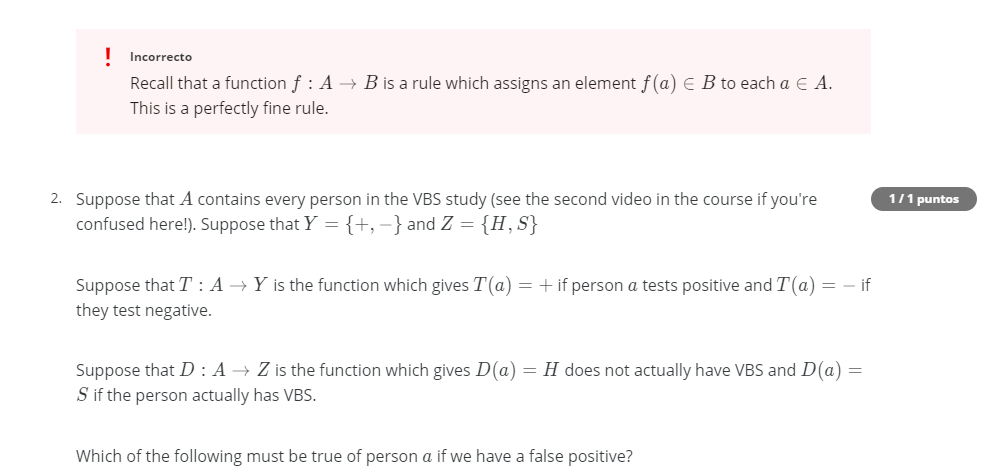 ! Incorrecto
Recall that a function f : A → B is a rule which assigns an element f(a) ∈ B to each a ∈ A.
This is a perfectly fine rule.
2. Suppose that A contains every person in the VBS study (see the second video in the course if you're
1 / 1 puntos
confused here!). Suppose that Y = {+, −} and Z = {H, S}
Suppose that T : A → Y is the function which gives T(a) = + if person a tests positive and T(a) = − if
they test negative.
Suppose that D : A → Z is the function which gives D(a) = H does not actually have VBS and D(a) =
S if the person actually has VBS.
Which of the following must be true of person a if we have a false positive?